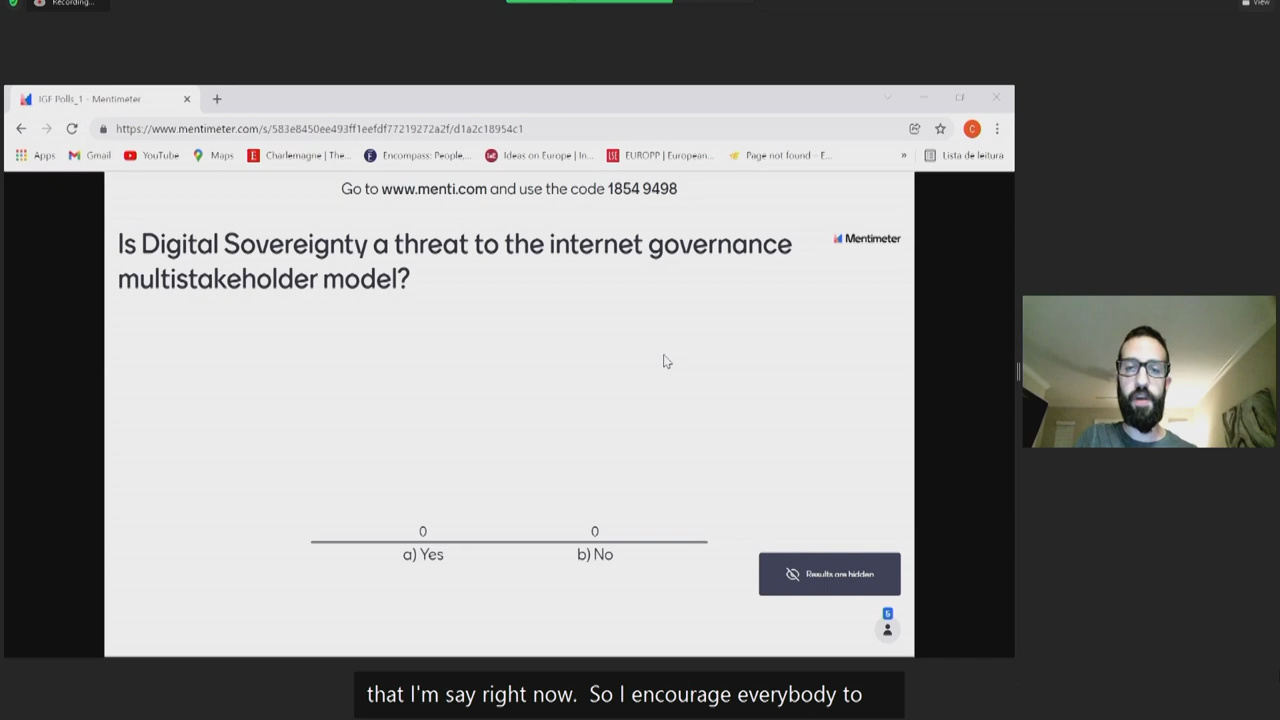 Recording...
View
IGF Polls_1 - Mentimeter
https://www.mentimeter.com/s/583e8450ee493ff1eefdf77219272a2f/d1a2c18954c1
C
Apps Gmail YouTube Maps Charlemagne | The... Encompass: People,... Ideas on Europe | In... LSE EUROPP | European... Page not found – E... » Lista de leitura
Go to www.menti.com and use the code 1854 9498
Is Digital Sovereignty a threat to the internet governance
multistakeholder model?
Mentimeter
0 0
a) Yes b) No
Results are hidden
5
that I'm say right now. So I encourage everybody to